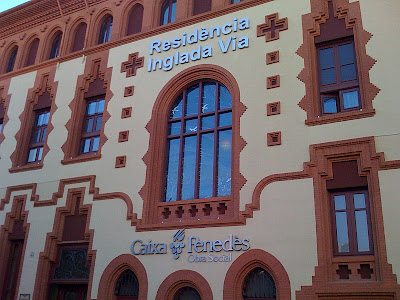 Residència
Inglada Via
Caixa Penedès
Obra Social